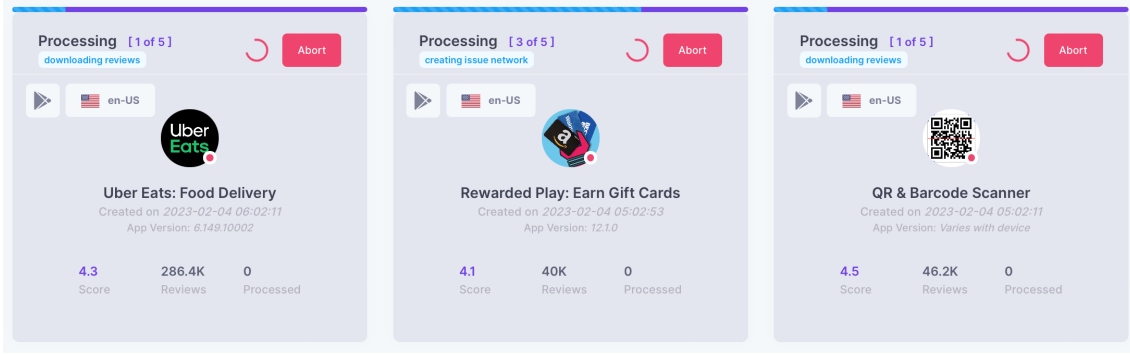 Processing [ 1 of 5 ]
downloading reviews
Abort
en-US
Uber
Eats
Uber Eats: Food Delivery
Created on 2023-02-04 06:02:11
App Version: 6.149.10002
4.3 286.4K 0
Score Reviews Processed
Processing [ 3 of 5 ]
creating issue network
Abort
en-US
a
Rewarded Play: Earn Gift Cards
Created on 2023-02-04 05:02:53
App Version: 12.1.0
4.1 40K 0
Score Reviews Processed
Processing [ 1 of 5 ]
downloading reviews
Abort
en-US
QR & Barcode Scanner
Created on 2023-02-04 05:02:11
App Version: Varies with device
4.5 46.2K 0
Score Reviews Processed